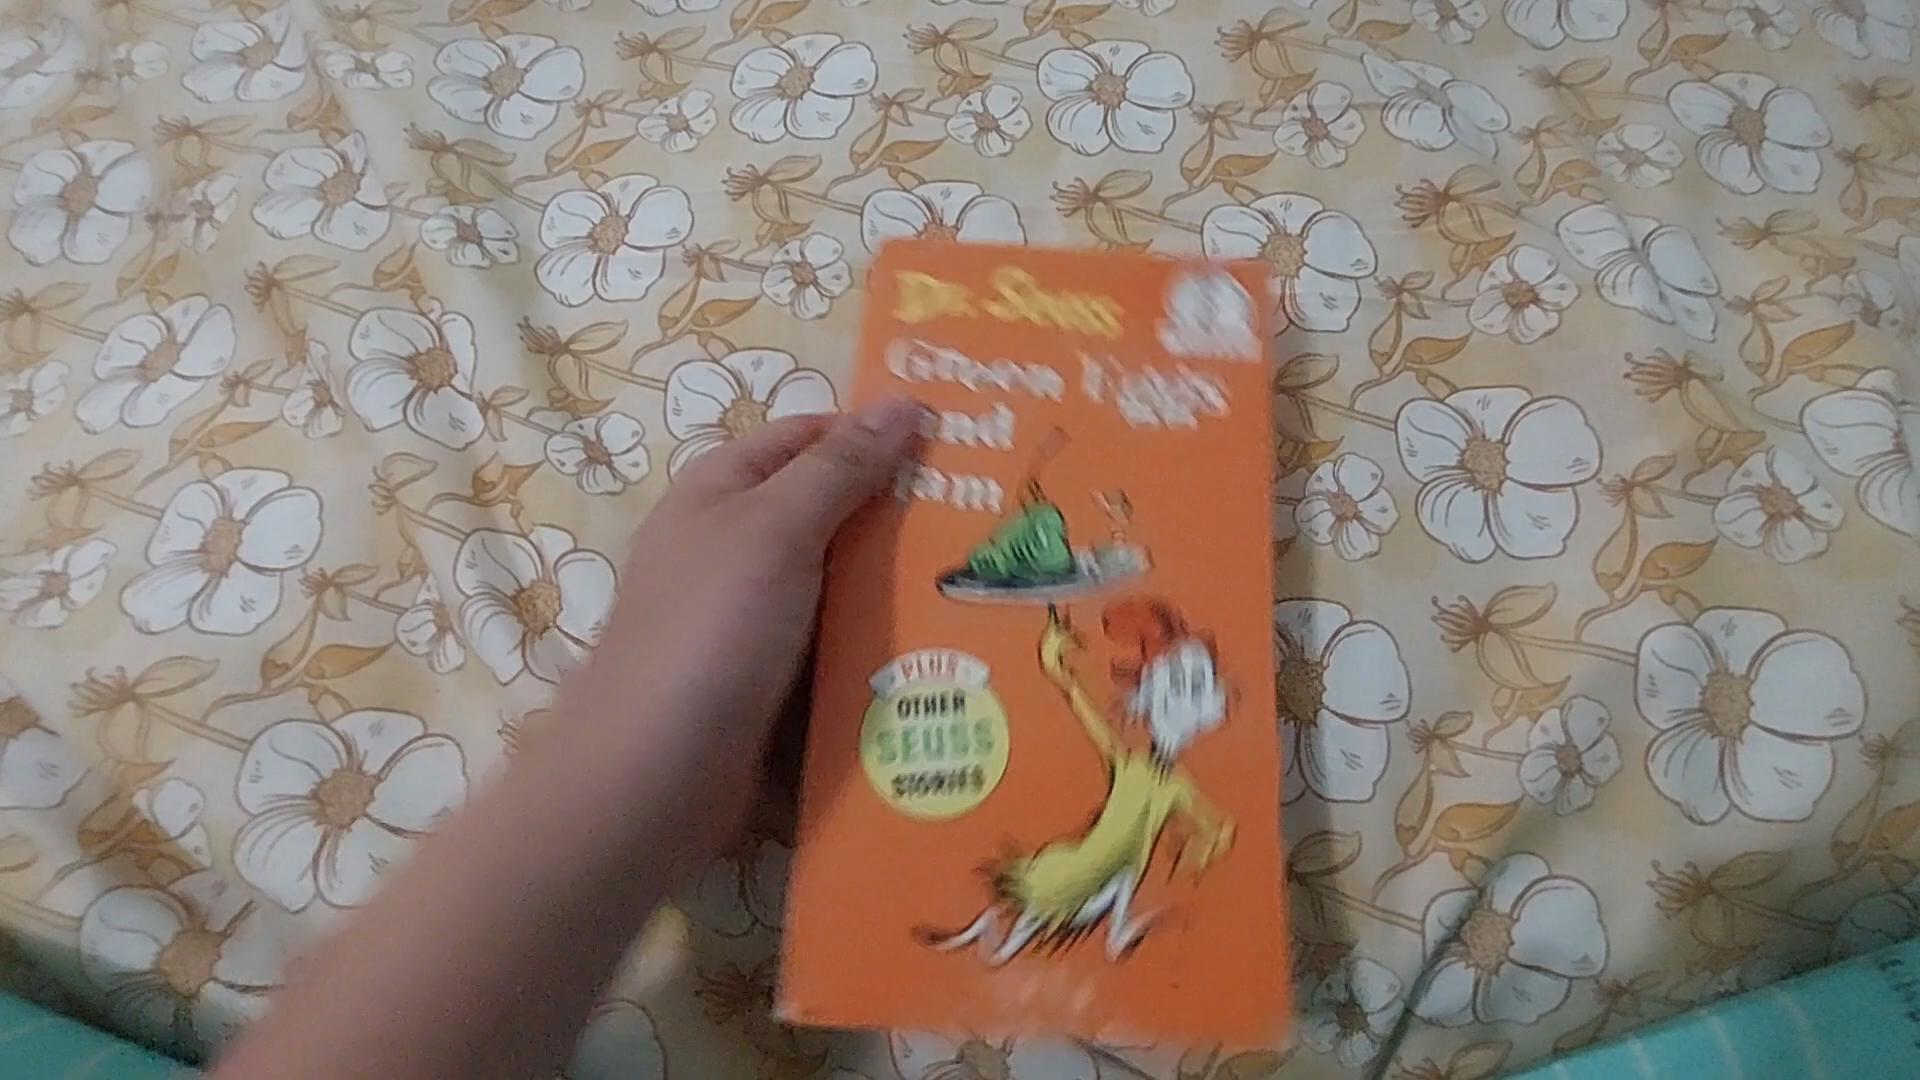 Dr. Seuss
Green Eggs
and
Ham
PLUS
OTHER
SEUSS
STORIES